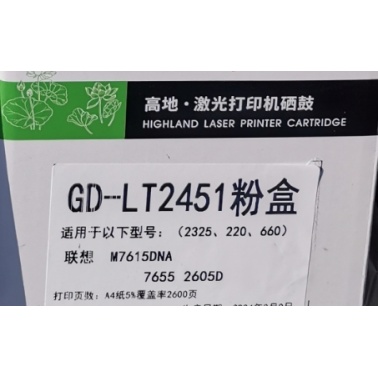 高地·激光打印机硒鼓
HIGHLAND LASER PRINTER CARTRIDGE
GD-LT2451粉盒
适用于以下型号：（2325、220、660）
联想 M7615DNA
7655 2605D
打印页数：A4纸5%覆盖率2600页